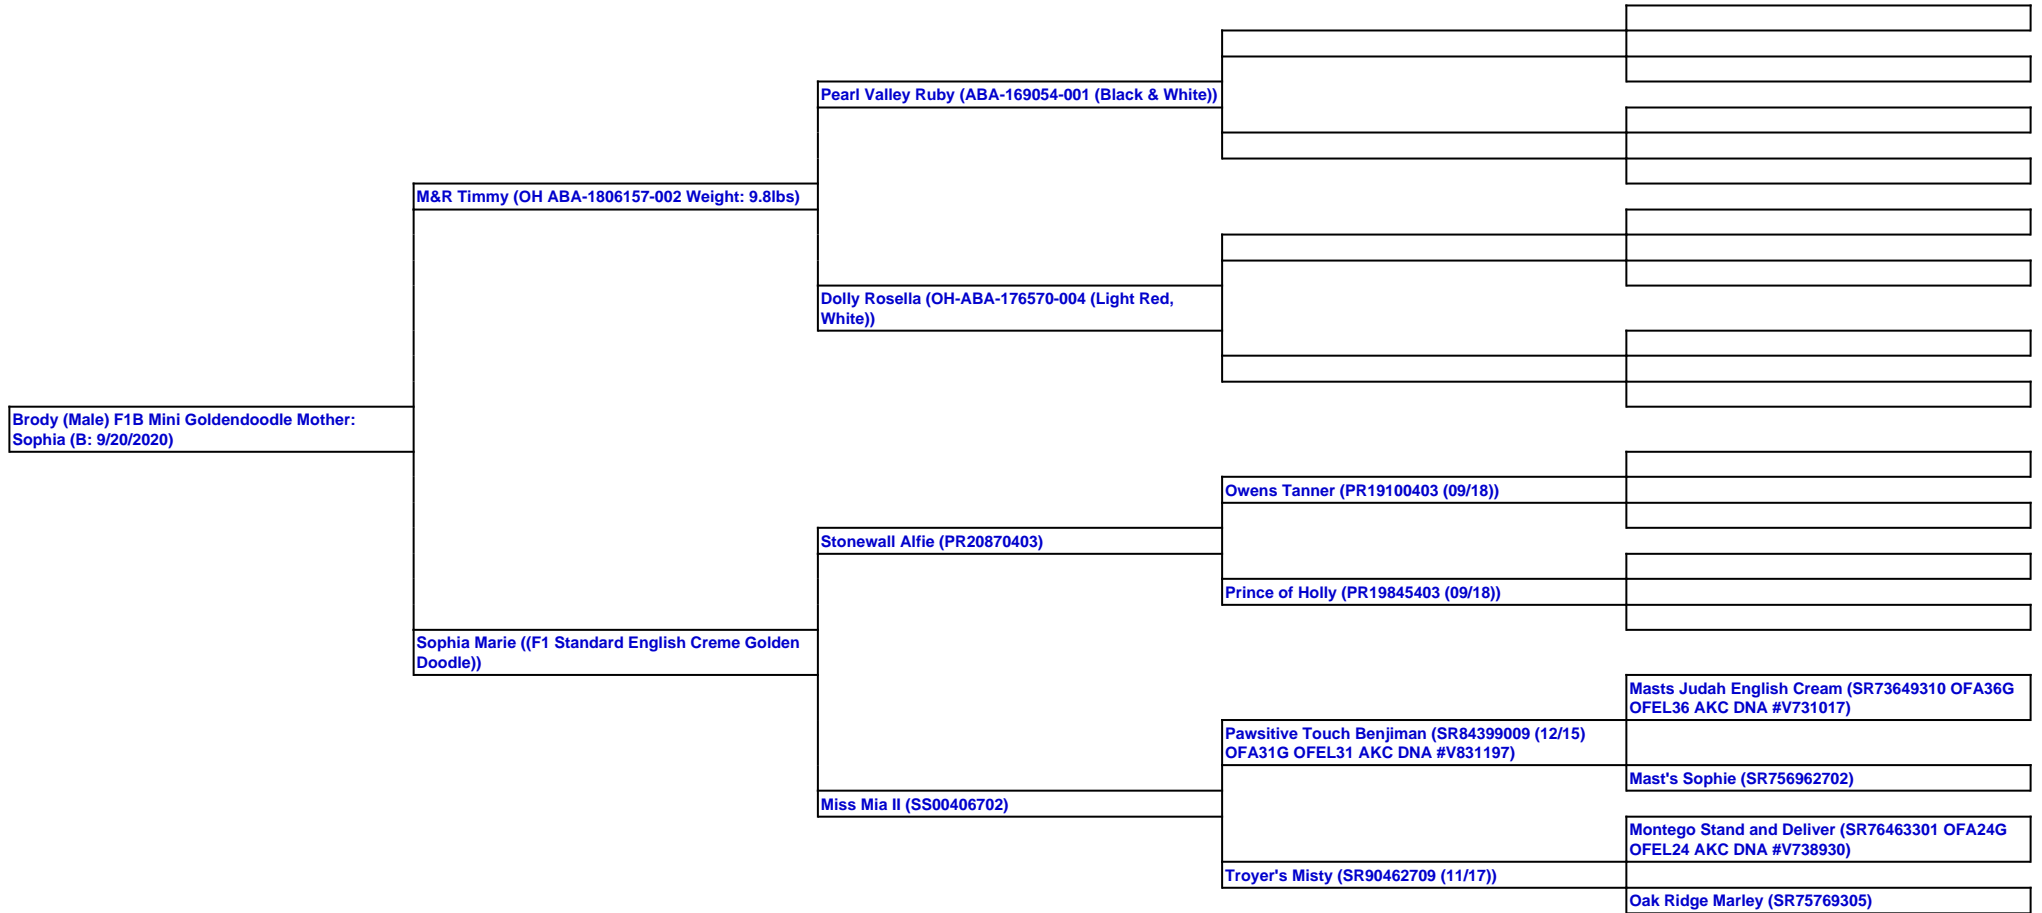 Pearl Valley Ruby (ABA-169054-001 (Black & White))
M&R Timmy (OH ABA-1806157-002 Weight: 9.8lbs)
Dolly Rosella (OH-ABA-176570-004 (Light Red,
White))
Brody (Male) F1B Mini Goldendoodle Mother:
Sophia (B: 9/20/2020)
Owens Tanner (PR19100403 (09/18))
Stonewall Alfie (PR20870403)
Prince of Holly (PR19845403 (09/18))
Sophia Marie ((F1 Standard English Creme Golden
Doodle))
Masts Judah English Cream (SR73649310 OFA36G
OFEL36 AKC DNA #V731017)
Pawsitive Touch Benjiman (SR84399009 (12/15)
OFA31G OFEL31 AKC DNA #V831197)
Mast's Sophie (SR756962702)
Miss Mia II (SS00406702)
Montego Stand and Deliver (SR76463301 OFA24G
OFEL24 AKC DNA #V738930)
Troyer's Misty (SR90462709 (11/17))
Oak Ridge Marley (SR75769305)